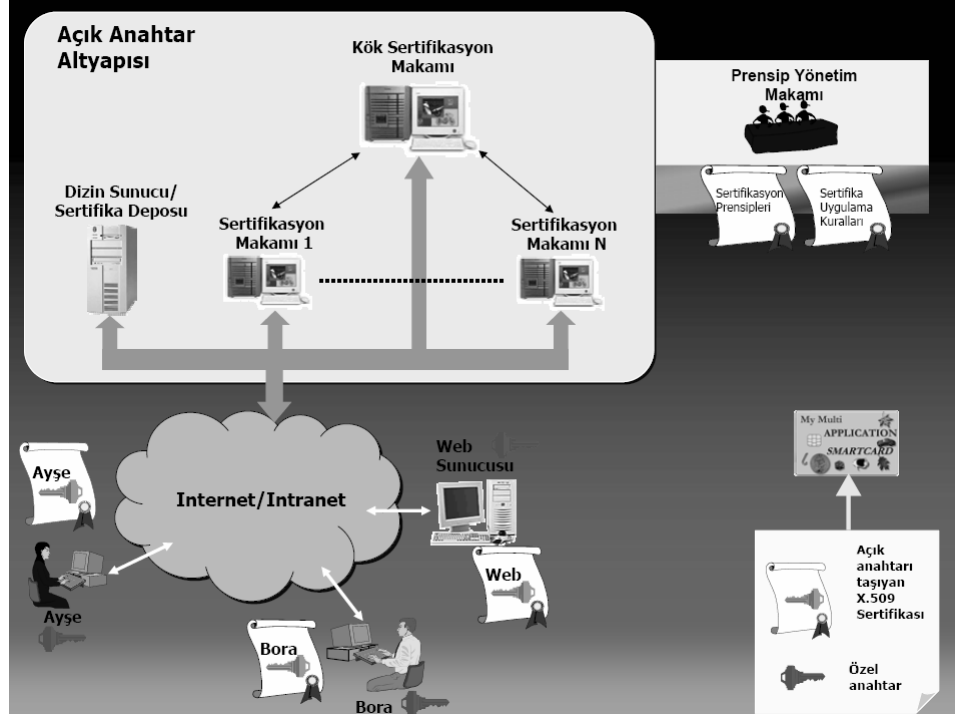 Açık Anahtar
Altyapısı
Kök Sertifikasyon
Makamı
Prensip Yönetim
Makamı
Sertifikasyon
Prensipleri
Sertifika
Uygulama
Kuralları
Dizin Sunucu/
Sertifika Deposu
Sertifikasyon
Makamı 1
Sertifikasyon
Makamı N
Internet/Intranet
Web
Sunucusu
Web
Ayşe
Ayşe
Bora
Bora
My Multi
APPLICATION
SMARTCARD
Açık
anahtarı
taşıyan
X.509
Sertifikası
Özel
anahtar